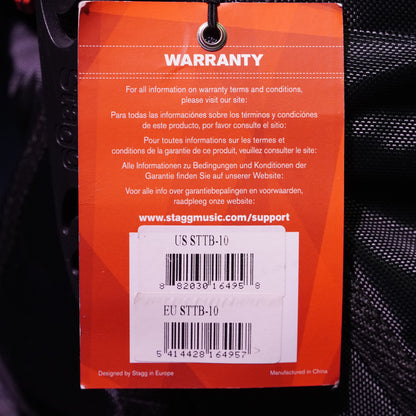 WARRANTY
For all information on warranty terms and conditions,
please visit our site:
Para todas las informaciónes sobre los términos y condicións
de este producto, por favor consulte el sitio:
Pour toutes informations sur les termes et
conditions de la garantie de ce produit, veuillez consulter le site:
Alle Informationen zu Bedingungen und Konditionen der
Garantie finden Sie auf unserer Website:
Voor alle info over garantiebepalingen en voorwaarden,
raadpleeg onze website:
www.staggmusic.com/support
US STTB-10
8 82030 16495 8
EU STTB-10
5 414428 164957 >
Designed by Stagg in Europe
Manufactured in China